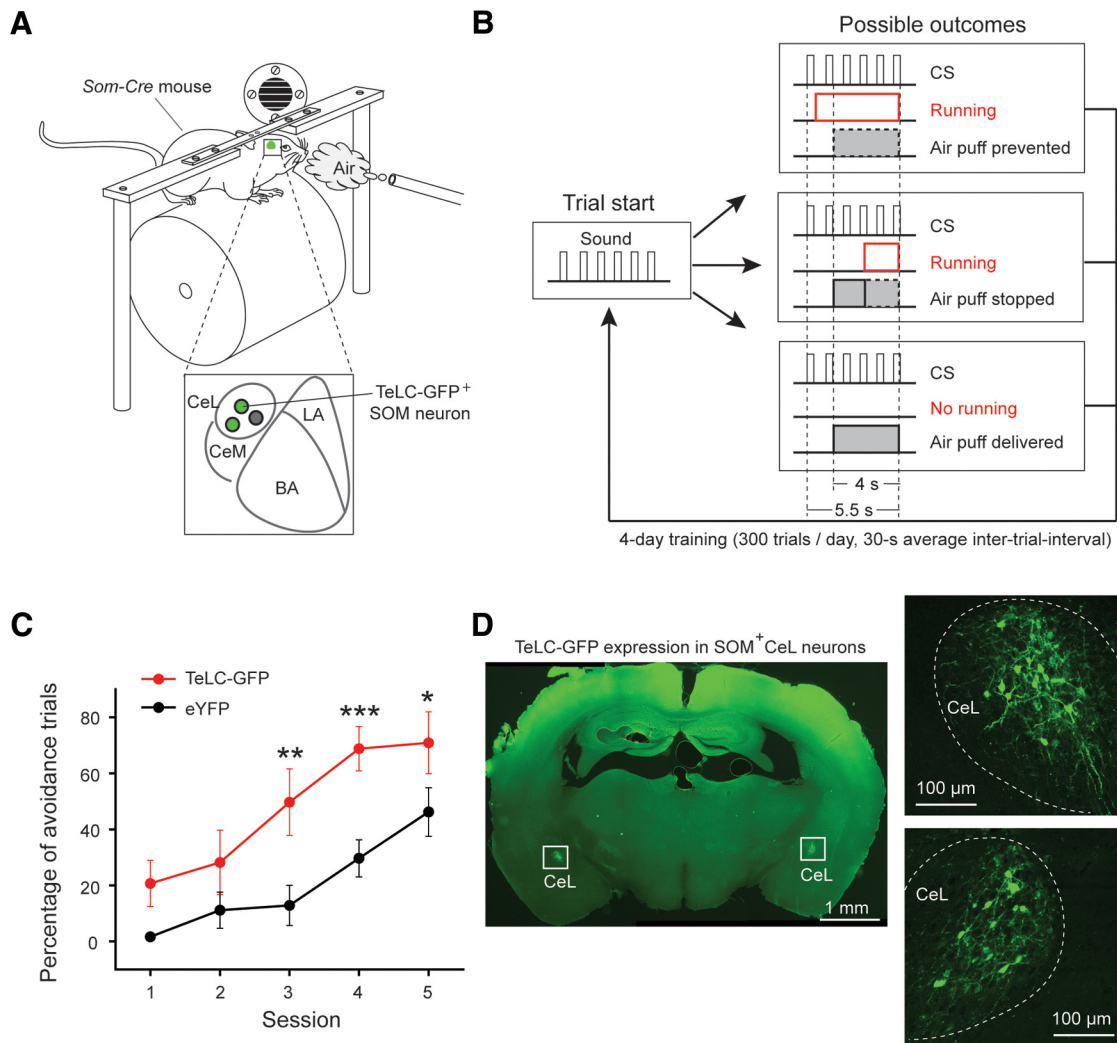 A
Som-Cre mouse
Air
CeL
CeM
LA
BA
TeLC-GFP+
SOM neuron
B
Possible outcomes
Trial start
Sound
CS
Running
Air puff prevented
CS
Running
Air puff stopped
CS
No running
Air puff delivered
4 s
5.5 s
4-day training (300 trials / day, 30-s average inter-trial-interval)
C
TeLC-GFP
eYFP
Percentage of avoidance trials
80
60
40
20
0
**
***
*
1 2 3 4 5
Session
D
TeLC-GFP expression in SOM+CeL neurons
CeL
CeL
1 mm
CeL
100 µm
CeL
100 µm